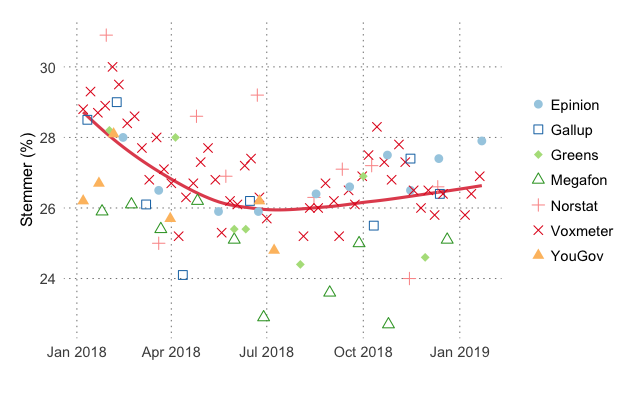 Stemmer (%)
30
28
26
24
Jan 2018
Apr 2018
Jul 2018
Oct 2018
Jan 2019
Epinion
Gallup
Greens
Megafon
Norstat
Voxmeter
YouGov